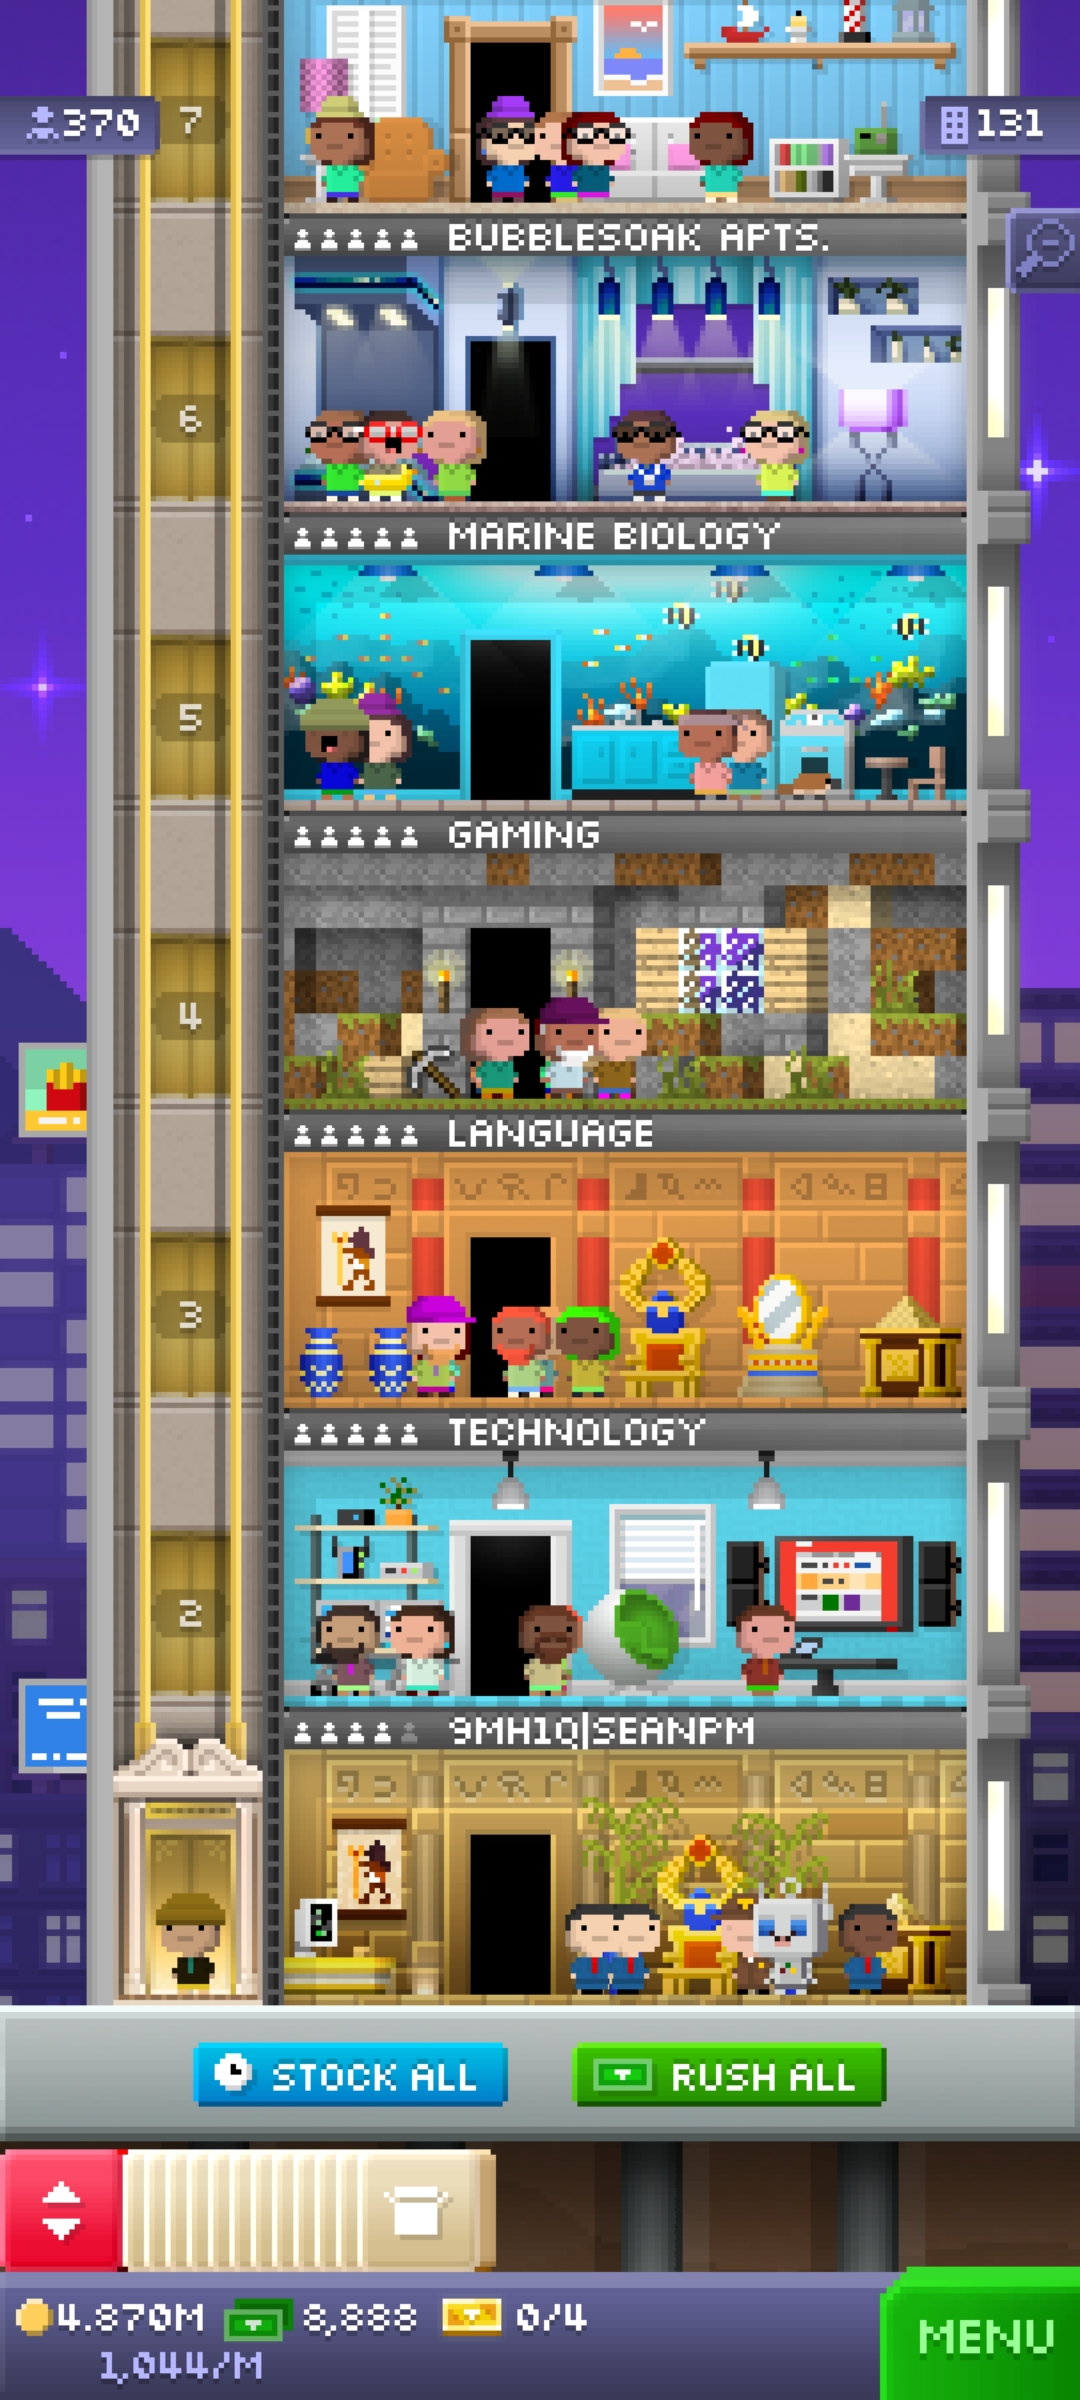 370
7
131
BUBBLESOAK APTS.
6
MARINE BIOLOGY
5
GAMING
4
LANGUAGE
3
TECHNOLOGY
2
9MH1Q|SEANPM
STOCK ALL
RUSH ALL
4.870M
8,888
0/4
1,044/M
MENU